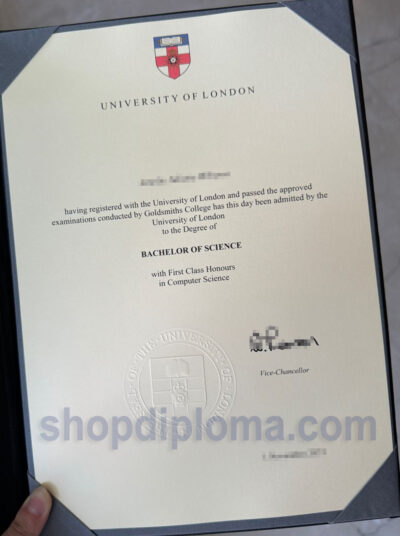 UNIVERSITY OF LONDON
having registered with the University of London and passed the approved
examinations conducted by Goldsmiths College has this day been admitted by the
University of London
to the Degree of
BACHELOR OF SCIENCE
with First Class Honours
in Computer Science
Vice-Chancellor
shopdiploma.com